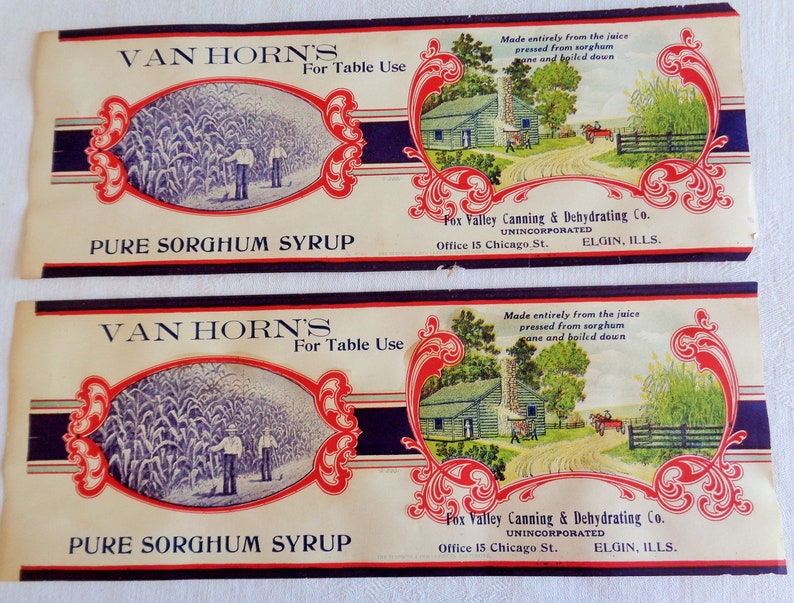 VAN HORN'S
For Table Use
PURE SORGHUM SYRUP
Made entirely from the juice
pressed from sorghum
cane and boiled down
Fox Valley Canning & Dehydrating Co.
UNINCORPORATED
Office 15 Chicago St. ELGIN, ILLS.
VAN HORN'S
For Table Use
PURE SORGHUM SYRUP
Made entirely from the juice
pressed from sorghum
cane and boiled down
Fox Valley Canning & Dehydrating Co.
UNINCORPORATED
Office 15 Chicago St. ELGIN, ILLS.